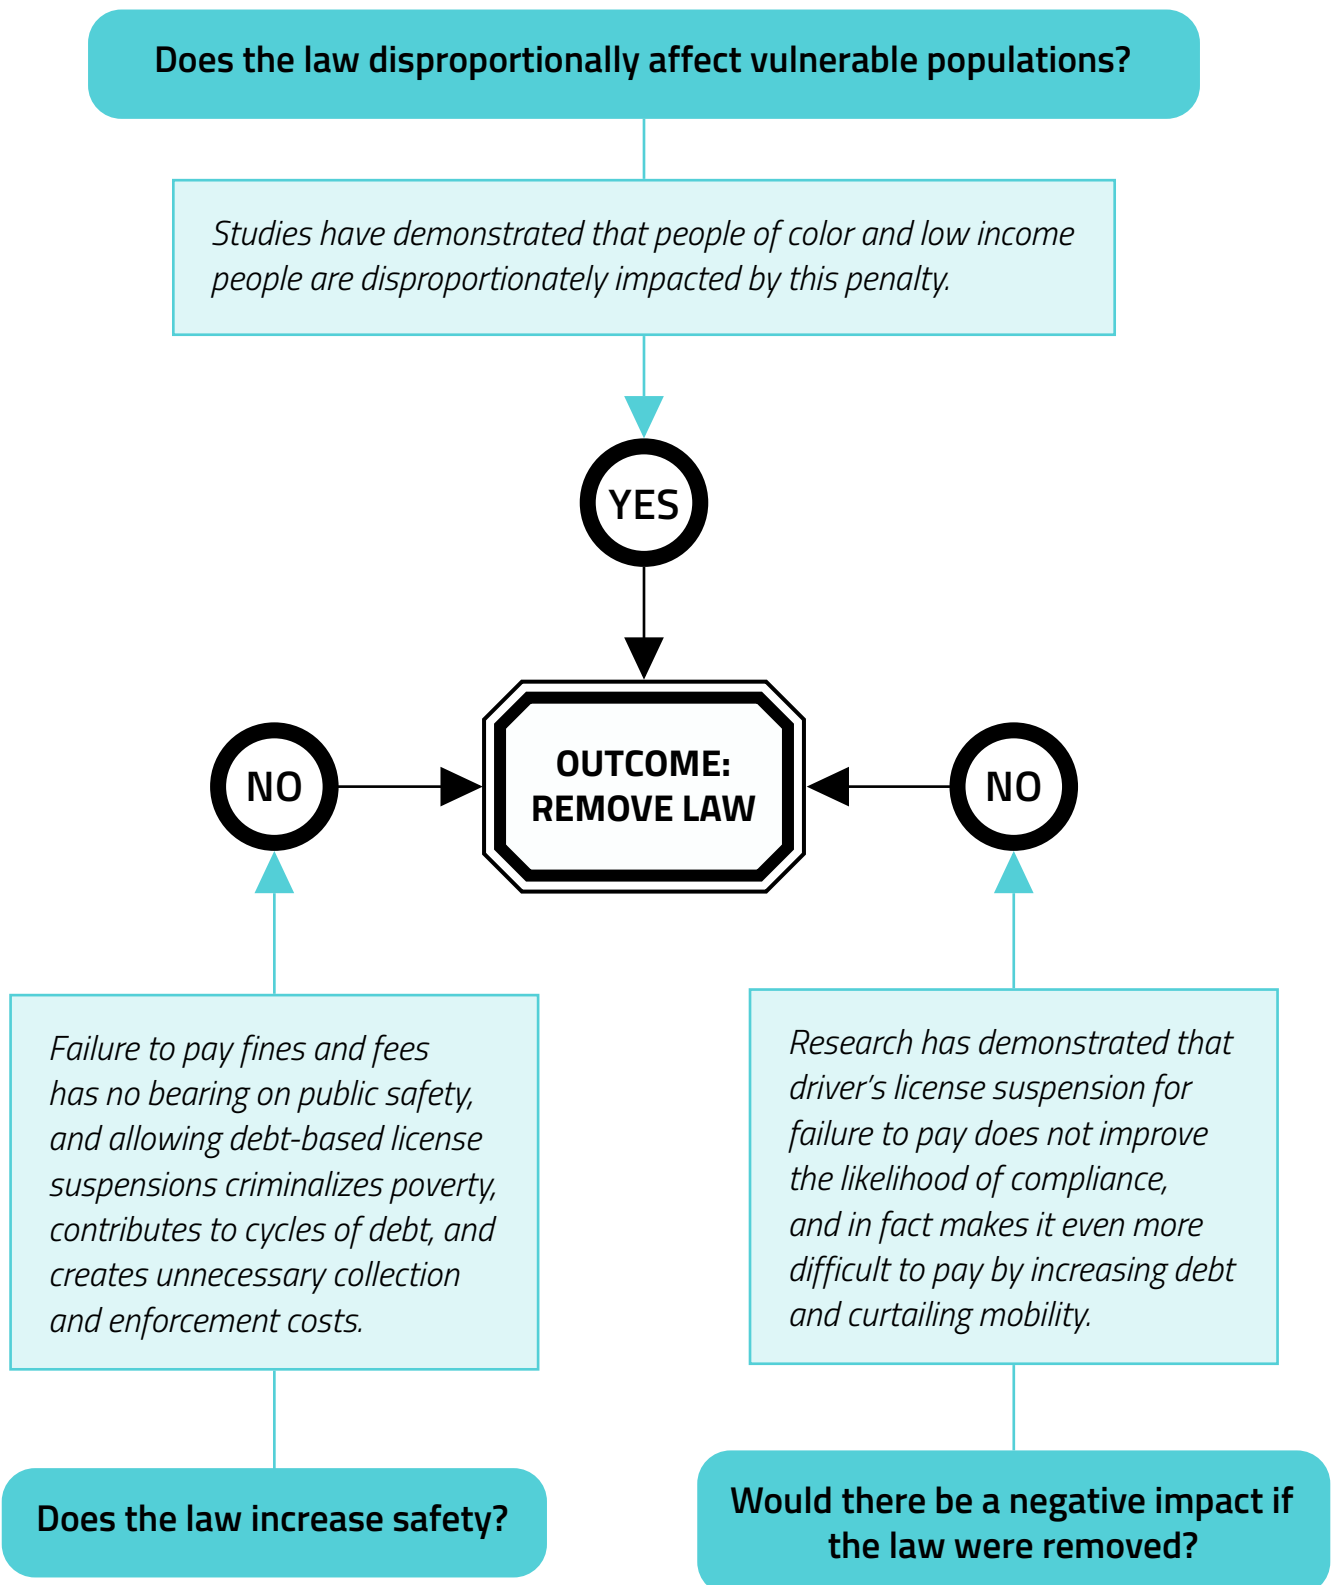 Does the law disproportionally affect vulnerable populations?
Studies have demonstrated that people of color and low income
people are disproportionately impacted by this penalty.
YES
OUTCOME:
REMOVE LAW
NO
NO
Failure to pay fines and fees
has no bearing on public safety,
and allowing debt-based license
suspensions criminalizes poverty,
contributes to cycles of debt, and
creates unnecessary collection
and enforcement costs.
Does the law increase safety?
Research has demonstrated that
driver’s license suspension for
failure to pay does not improve
the likelihood of compliance,
and in fact makes it even more
difficult to pay by increasing debt
and curtailing mobility.
Would there be a negative impact if
the law were removed?